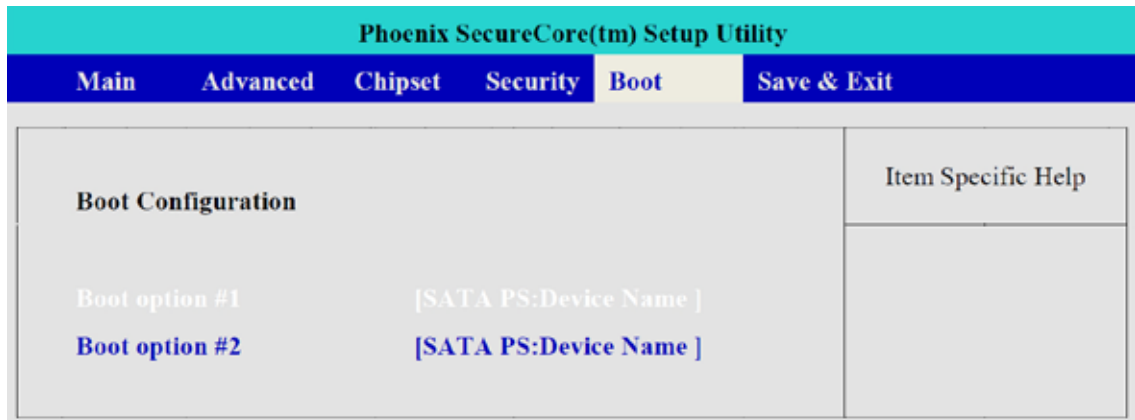 Phoenix SecureCore(tm) Setup Utility
Main Advanced Chipset Security Boot Save & Exit
Item Specific Help
Boot Configuration
Boot option #1 [SATA PS:Device Name ]
Boot option #2 [SATA PS:Device Name ]